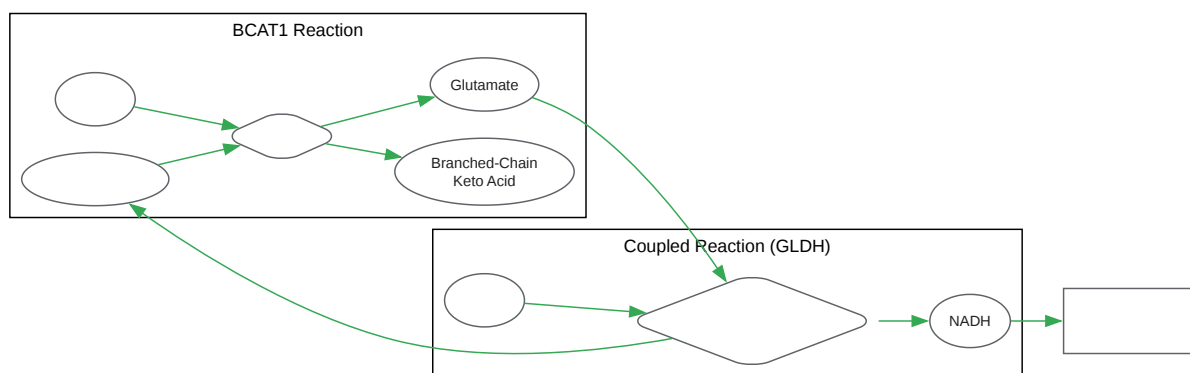 BCAT1 Reaction
Glutamate
Branched-Chain
Keto Acid
Coupled Reaction (GLDH)
NADH